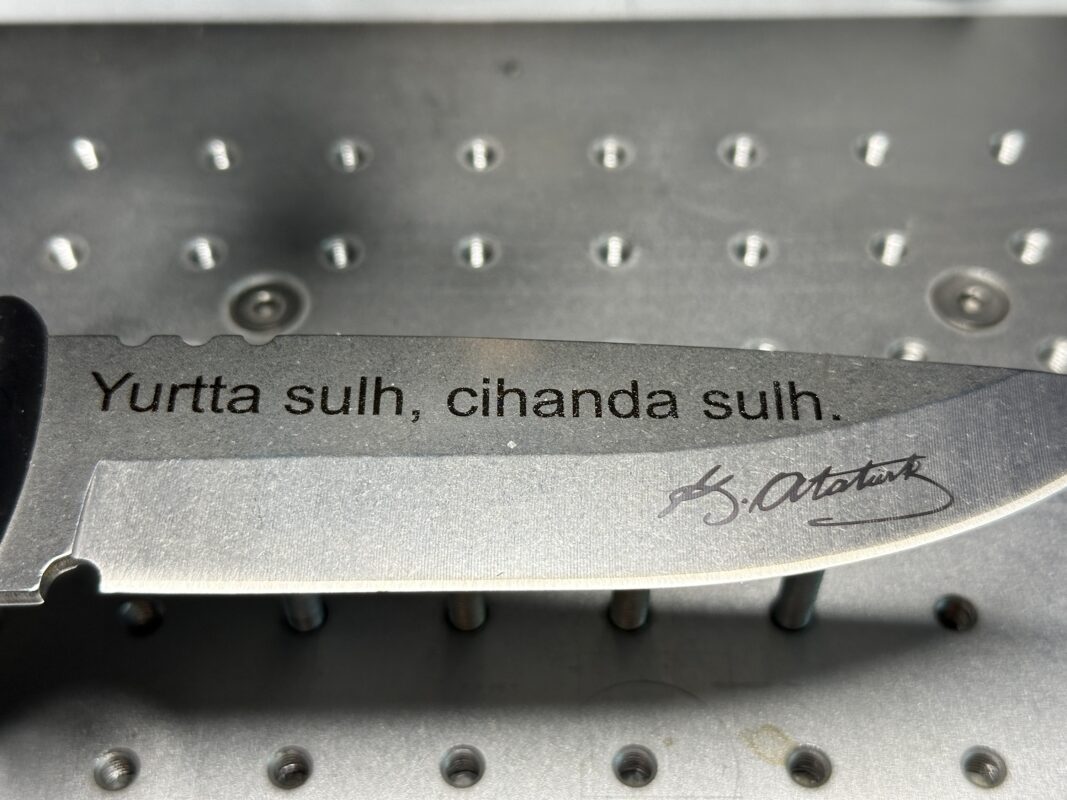 Yurtta sulh, cihanda sulh.
K. Atatürk